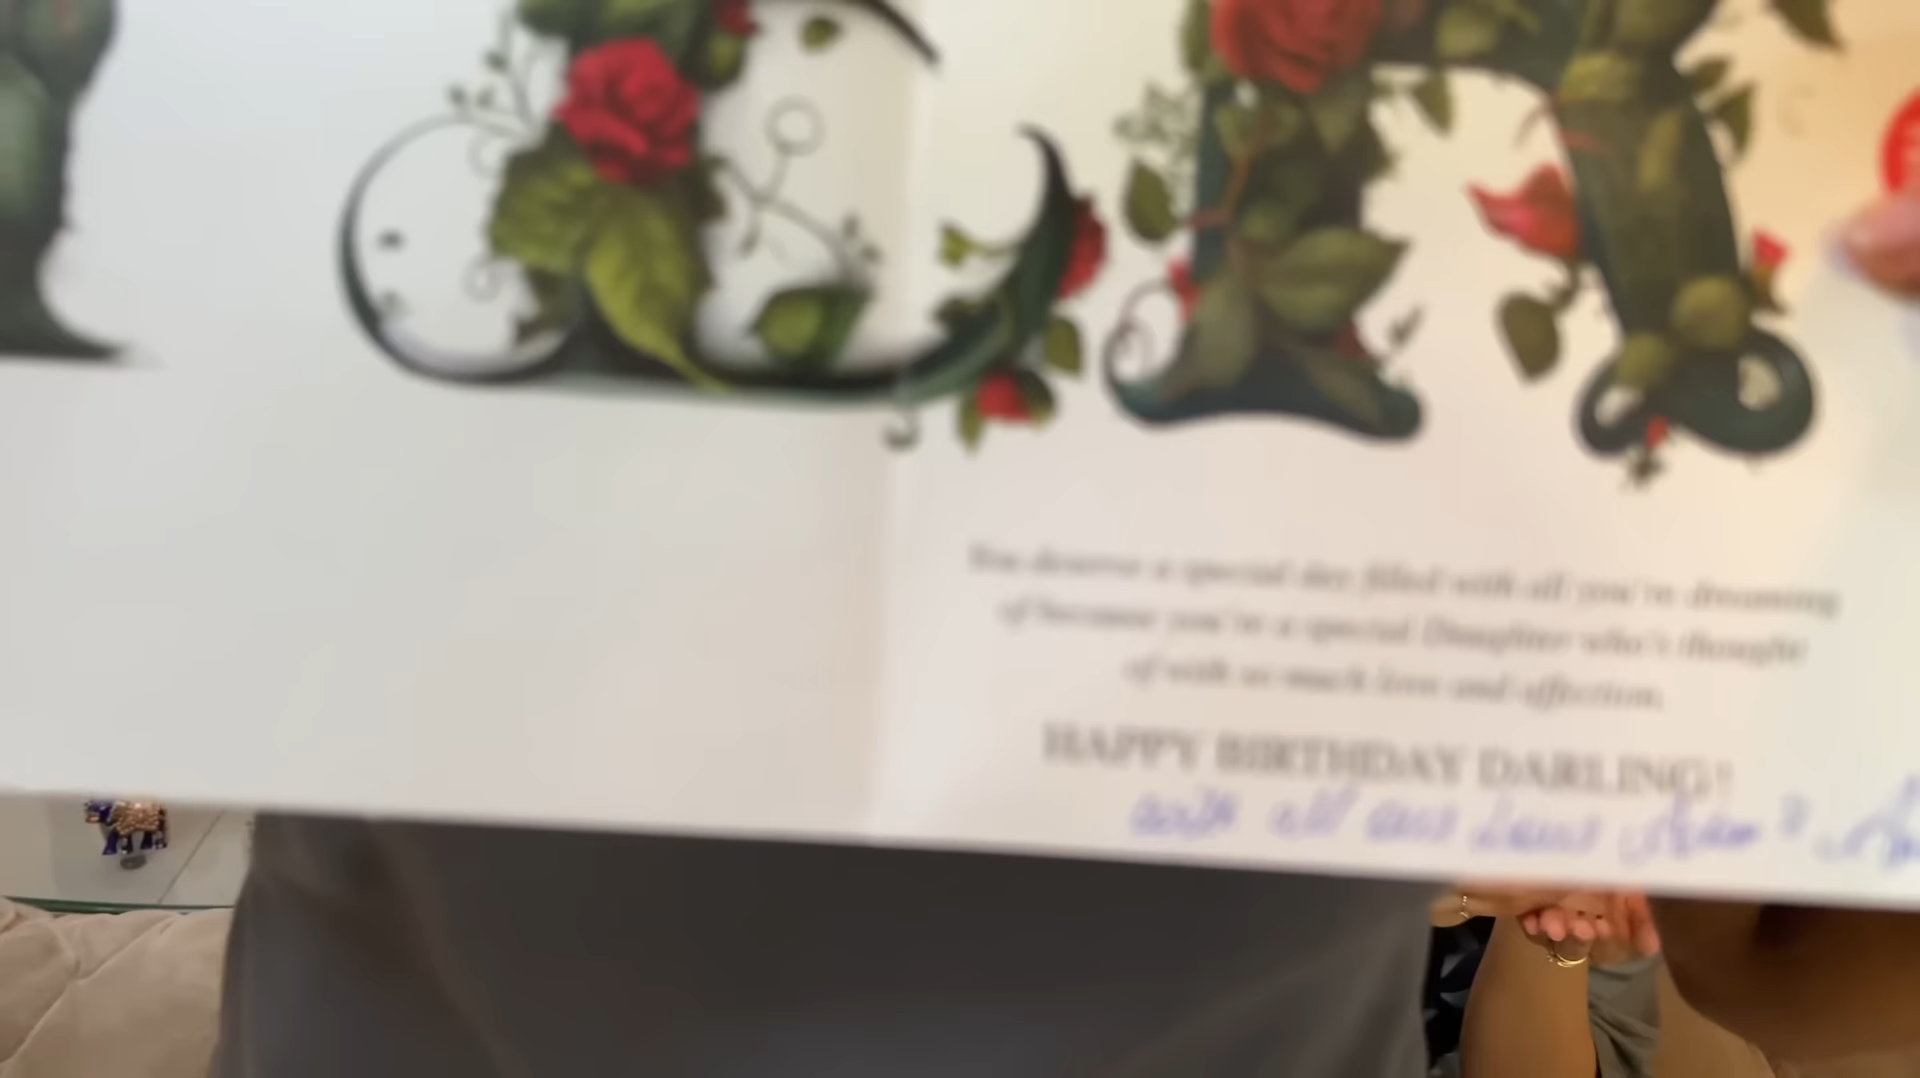 You deserve a special day filled with all you're dreaming
of because you're a special Daughter who's thought
of with so much love and affection.
HAPPY BIRTHDAY DARLING!
with all our Love